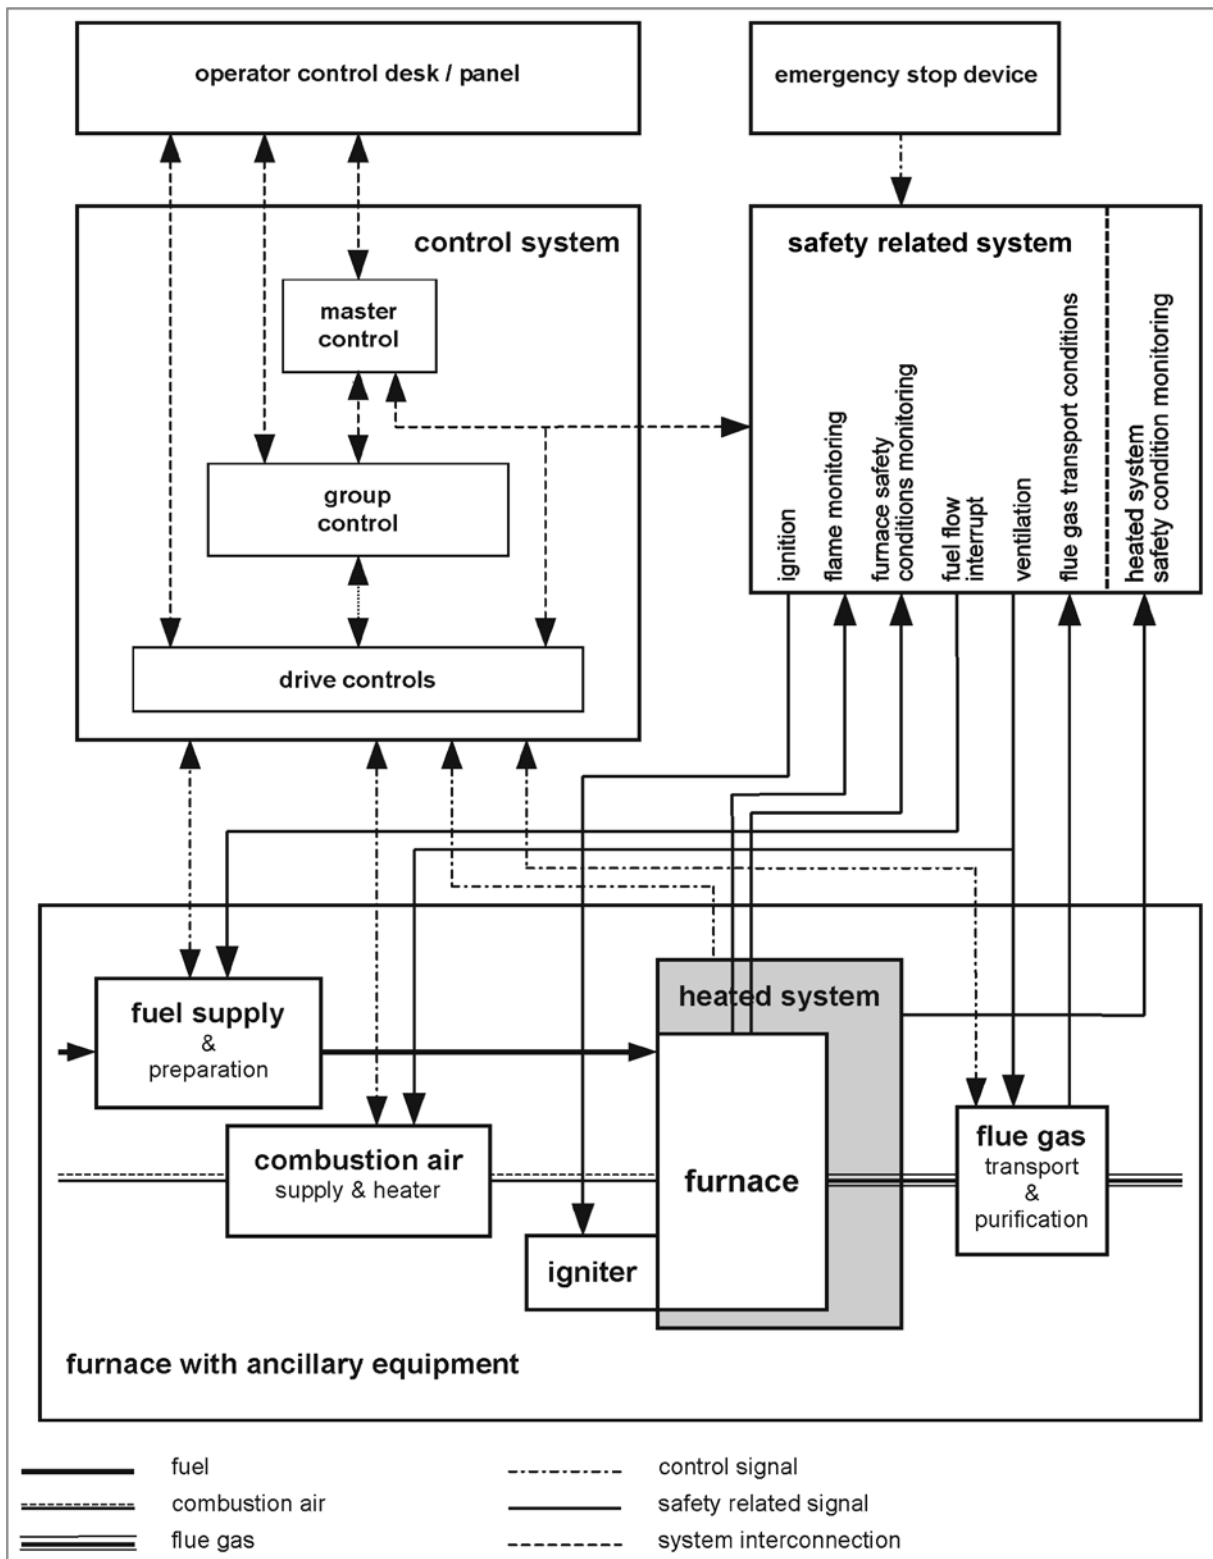 operator control desk / panel
emergency stop device
control system
master
control
group
control
drive controls
safety related system
ignition
flame monitoring
furnace safety
conditions monitoring
fuel flow
interrupt
ventilation
flue gas transport conditions
heated system
safety condition monitoring
fuel supply
&
preparation
combustion air
supply & heater
igniter
heated system
furnace
flue gas
transport
&
purification
furnace with ancillary equipment
fuel
combustion air
flue gas
control signal
safety related signal
system interconnection